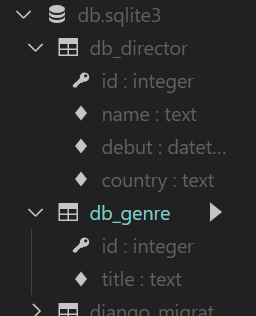 db.sqlite3
db_director
id : integer
name : text
debut : datet...
country : text
db_genre
id : integer
title : text
django_migrat...